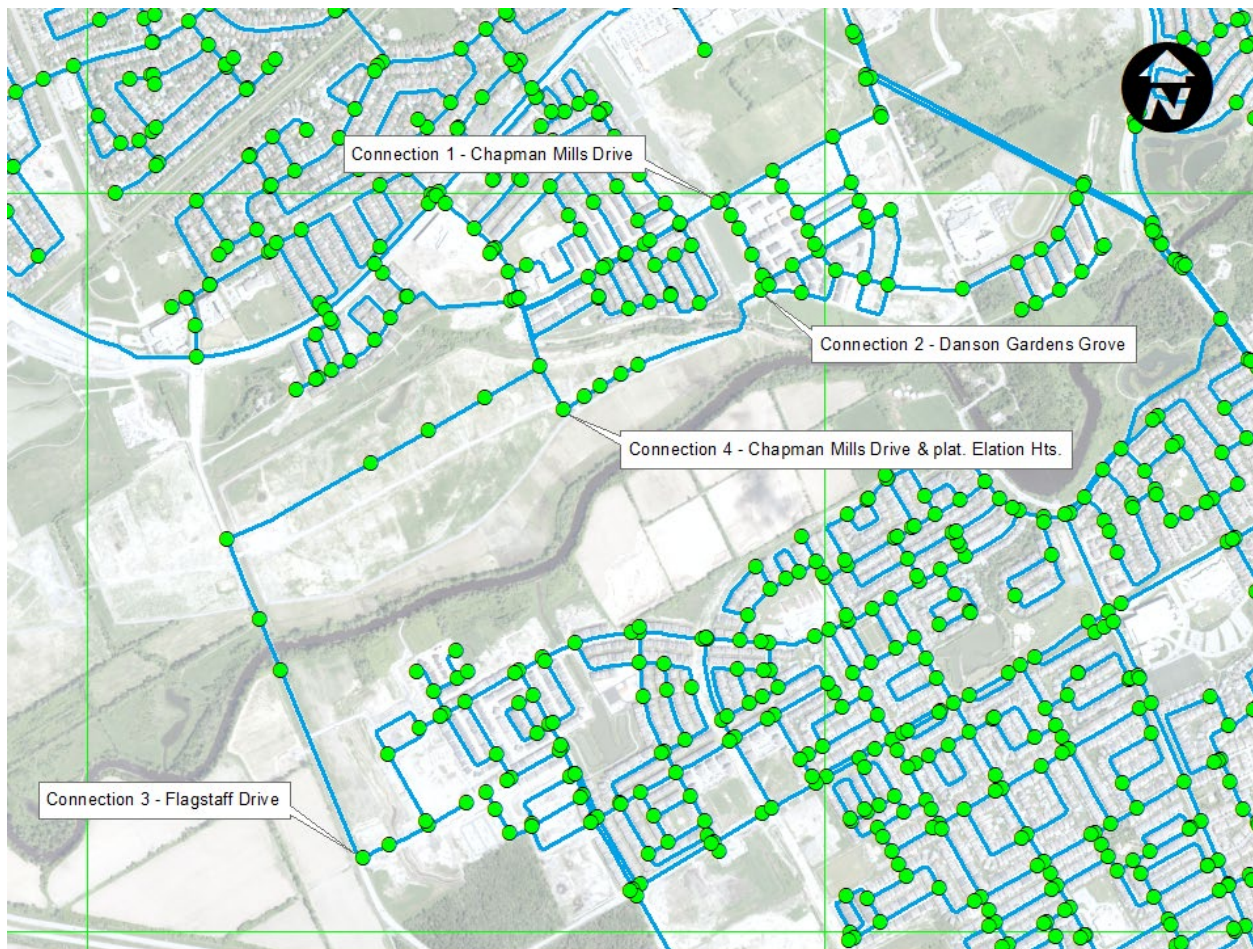 N
Connection 1 - Chapman Mills Drive
Connection 2 - Danson Gardens Grove
Connection 4 - Chapman Mills Drive & plat. Elation Hts.
Connection 3 - Flagstaff Drive